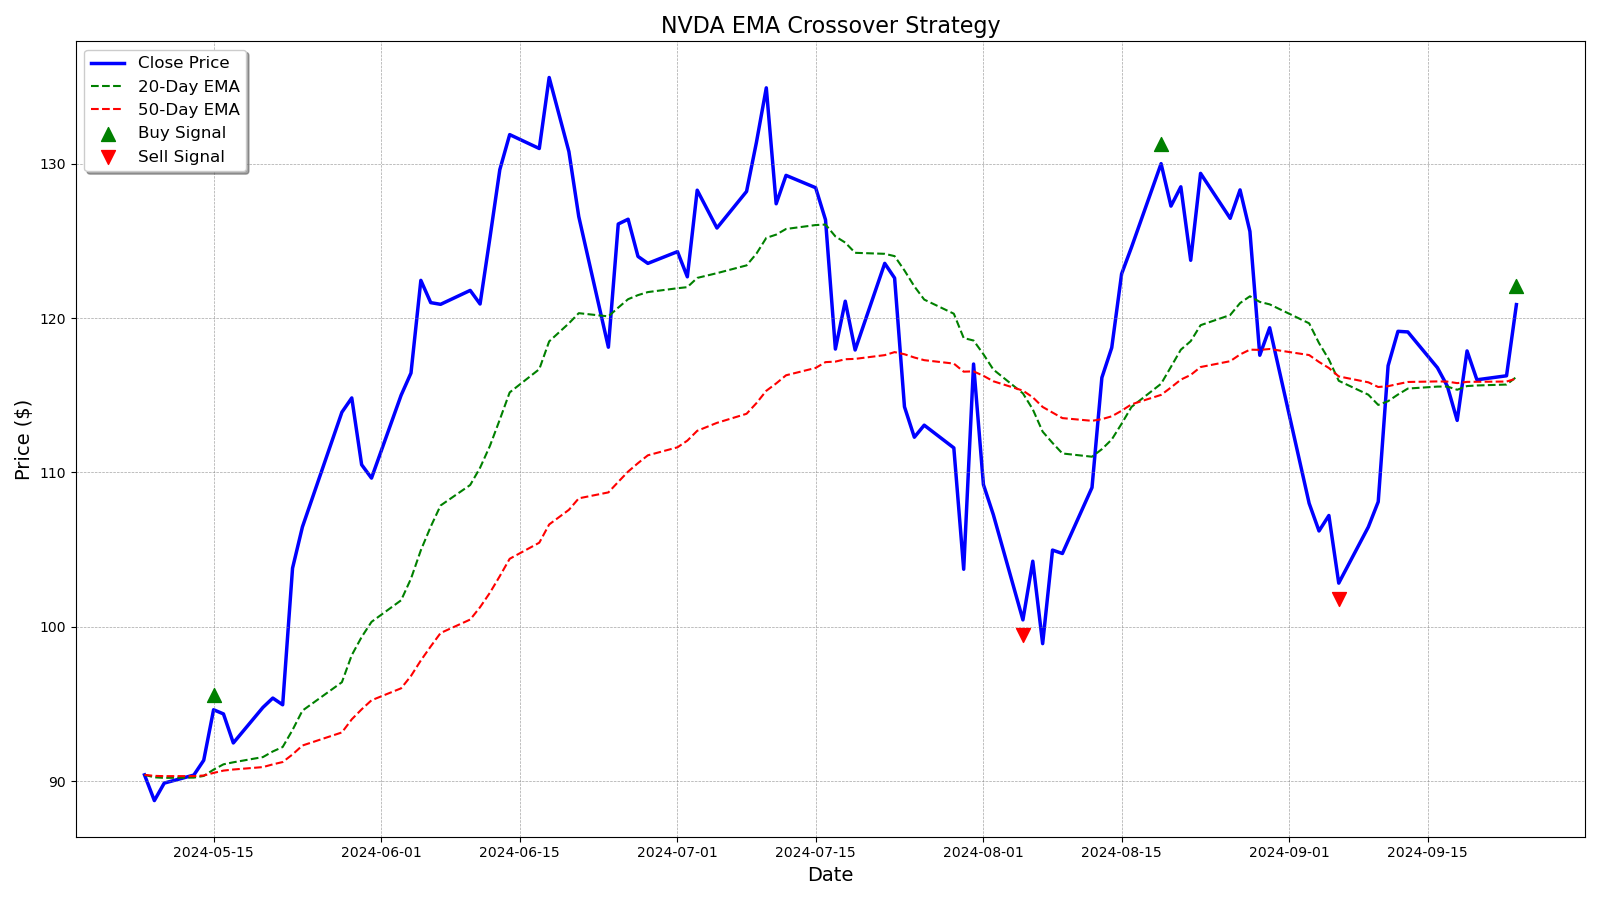 NVDA EMA Crossover Strategy
Close Price
20-Day EMA
50-Day EMA
Buy Signal
Sell Signal
Price ($)
130
120
110
100
90
2024-05-15 2024-06-01 2024-06-15 2024-07-01 2024-07-15 2024-08-01 2024-08-15 2024-09-01 2024-09-15
Date